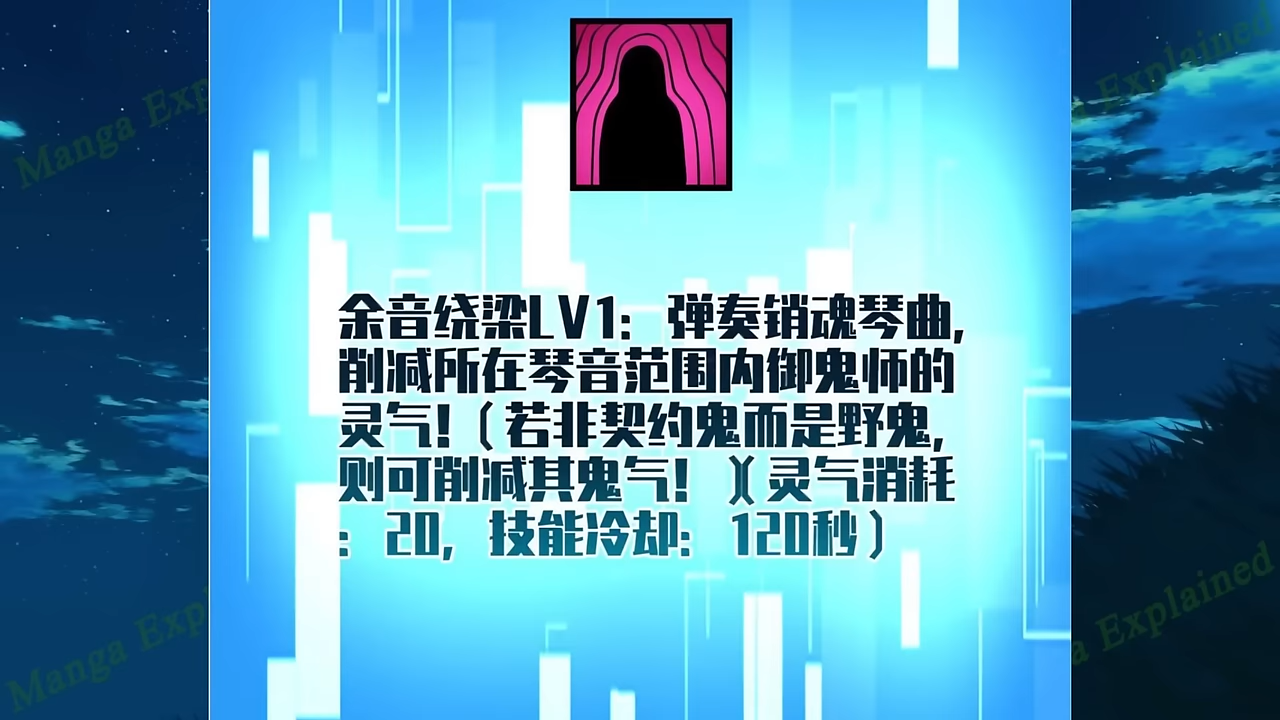 余音绕梁LV1：弹奏销魂琴曲,
削减所在琴音范围内御鬼师的
灵气！（若非契约鬼而是野鬼,
则可削减其鬼气！）（灵气消耗
：20, 技能冷却：120秒）
Manga Exp
Explained
Manga Exp
a Explained